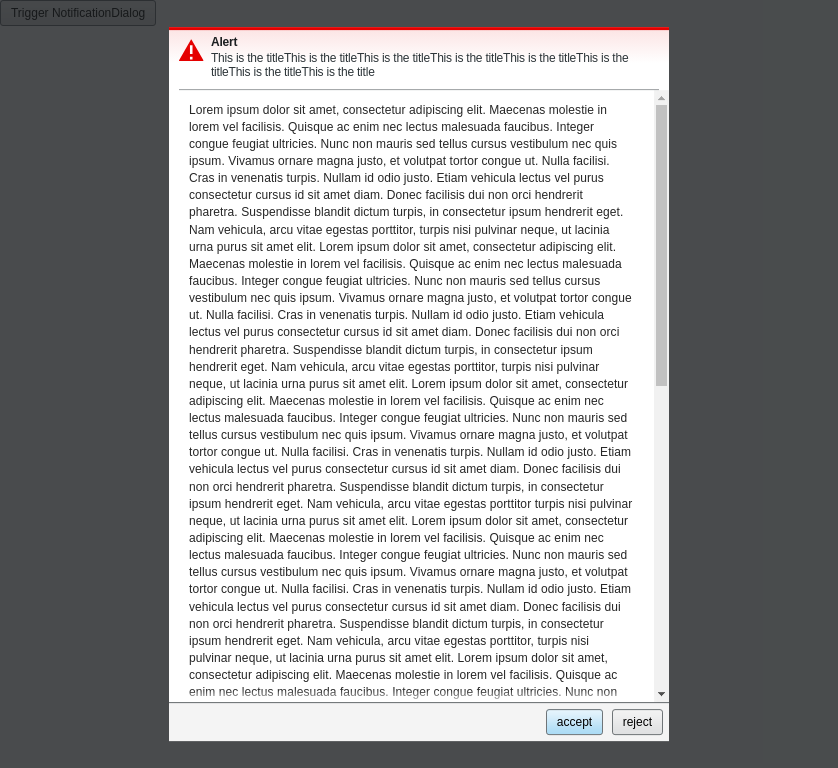 Trigger NotificationDialog
Alert
This is the titleThis is the titleThis is the titleThis is the titleThis is the titleThis is the
titleThis is the titleThis is the title
Lorem ipsum dolor sit amet, consectetur adipiscing elit. Maecenas molestie in
lorem vel facilisis. Quisque ac enim nec lectus malesuada faucibus. Integer
congue feugiat ultricies. Nunc non mauris sed tellus cursus vestibulum nec quis
ipsum. Vivamus ornare magna justo, et volutpat tortor congue ut. Nulla facilisi.
Cras in venenatis turpis. Nullam id odio justo. Etiam vehicula lectus vel purus
consectetur cursus id sit amet diam. Donec facilisis dui non orci hendrerit
pharetra. Suspendisse blandit dictum turpis, in consectetur ipsum hendrerit eget.
Nam vehicula, arcu vitae egestas porttitor, turpis nisi pulvinar neque, ut lacinia
urna purus sit amet elit. Lorem ipsum dolor sit amet, consectetur adipiscing elit.
Maecenas molestie in lorem vel facilisis. Quisque ac enim nec lectus malesuada
faucibus. Integer congue feugiat ultricies. Nunc non mauris sed tellus cursus
vestibulum nec quis ipsum. Vivamus ornare magna justo, et volutpat tortor congue
ut. Nulla facilisi. Cras in venenatis turpis. Nullam id odio justo. Etiam vehicula
lectus vel purus consectetur cursus id sit amet diam. Donec facilisis dui non orci
hendrerit pharetra. Suspendisse blandit dictum turpis, in consectetur ipsum
hendrerit eget. Nam vehicula, arcu vitae egestas porttitor, turpis nisi pulvinar
neque, ut lacinia urna purus sit amet elit. Lorem ipsum dolor sit amet, consectetur
adipiscing elit. Maecenas molestie in lorem vel facilisis. Quisque ac enim nec
lectus malesuada faucibus. Integer congue feugiat ultricies. Nunc non mauris sed
tellus cursus vestibulum nec quis ipsum. Vivamus ornare magna justo, et volutpat
tortor congue ut. Nulla facilisi. Cras in venenatis turpis. Nullam id odio justo. Etiam
vehicula lectus vel purus consectetur cursus id sit amet diam. Donec facilisis dui
non orci hendrerit pharetra. Suspendisse blandit dictum turpis, in consectetur
ipsum hendrerit eget. Nam vehicula, arcu vitae egestas porttitor turpis nisi pulvinar
neque, ut lacinia urna purus sit amet elit. Lorem ipsum dolor sit amet, consectetur
adipiscing elit. Maecenas molestie in lorem vel facilisis. Quisque ac enim nec
lectus malesuada faucibus. Integer congue feugiat ultricies. Nunc non mauris sed
tellus cursus vestibulum nec quis ipsum. Vivamus ornare magna justo, et volutpat
tortor congue ut. Nulla facilisi. Cras in venenatis turpis. Nullam id odio justo. Etiam
vehicula lectus vel purus consectetur cursus id sit amet diam. Donec facilisis dui
non orci hendrerit pharetra. Suspendisse blandit dictum turpis, in consectetur
ipsum hendrerit eget. Nam vehicula, arcu vitae egestas porttitor, turpis nisi
pulvinar neque, ut lacinia urna purus sit amet elit. Lorem ipsum dolor sit amet,
consectetur adipiscing elit. Maecenas molestie in lorem vel facilisis. Quisque ac
enim nec lectus malesuada faucibus. Integer congue feugiat ultricies. Nunc non
accept
reject